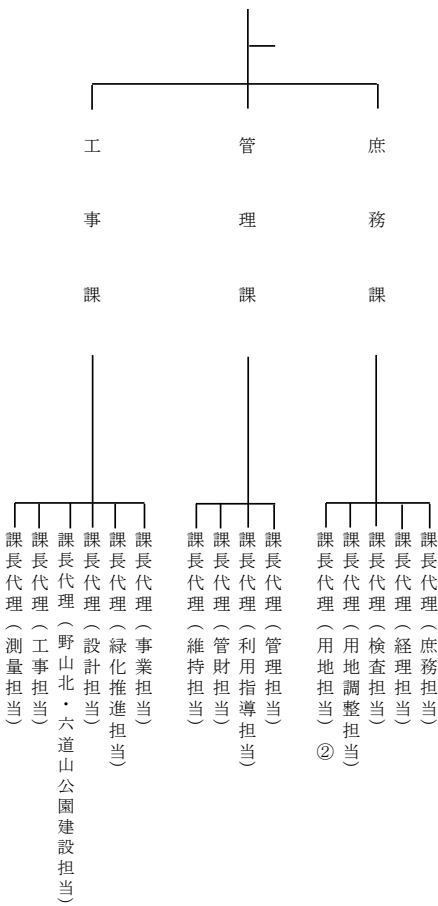 庶務課
課長代理（庶務担当）
課長代理（経理担当）
課長代理（検査担当）
課長代理（用地調整担当）
課長代理（用地担当）②
管理課
課長代理（管理担当）
課長代理（利用指導担当）
課長代理（管財担当）
課長代理（維持担当）
工事課
課長代理（事業担当）
課長代理（緑化推進担当）
課長代理（設計担当）
課長代理（野山北・六道山公園建設担当）
課長代理（工事担当）
課長代理（測量担当）